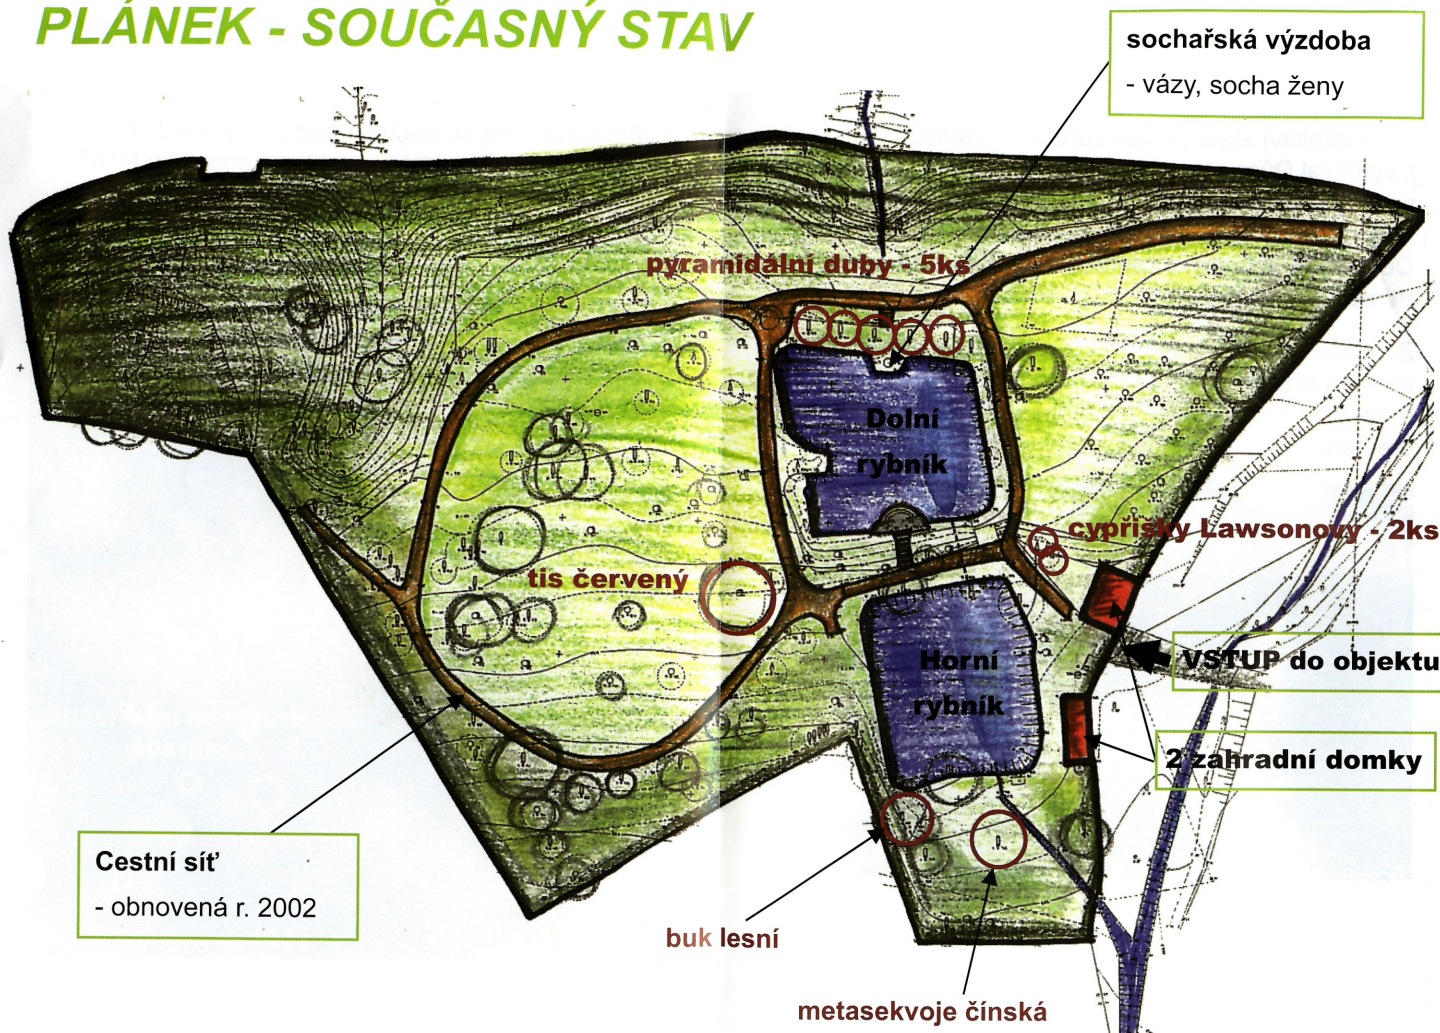 PLÁNEK - SOUČASNÝ STAV
sochařská výzdoba
- vázy, socha ženy
pyramidální duby - 5ks
Dolní
rybník
cypřišky Lawsonovy - 2ks
tis červený
VSTUP do objektu
Horní
rybník
2 zahradní domky
Cestní síť
- obnovená r. 2002
buk lesní
metasekvoje čínská